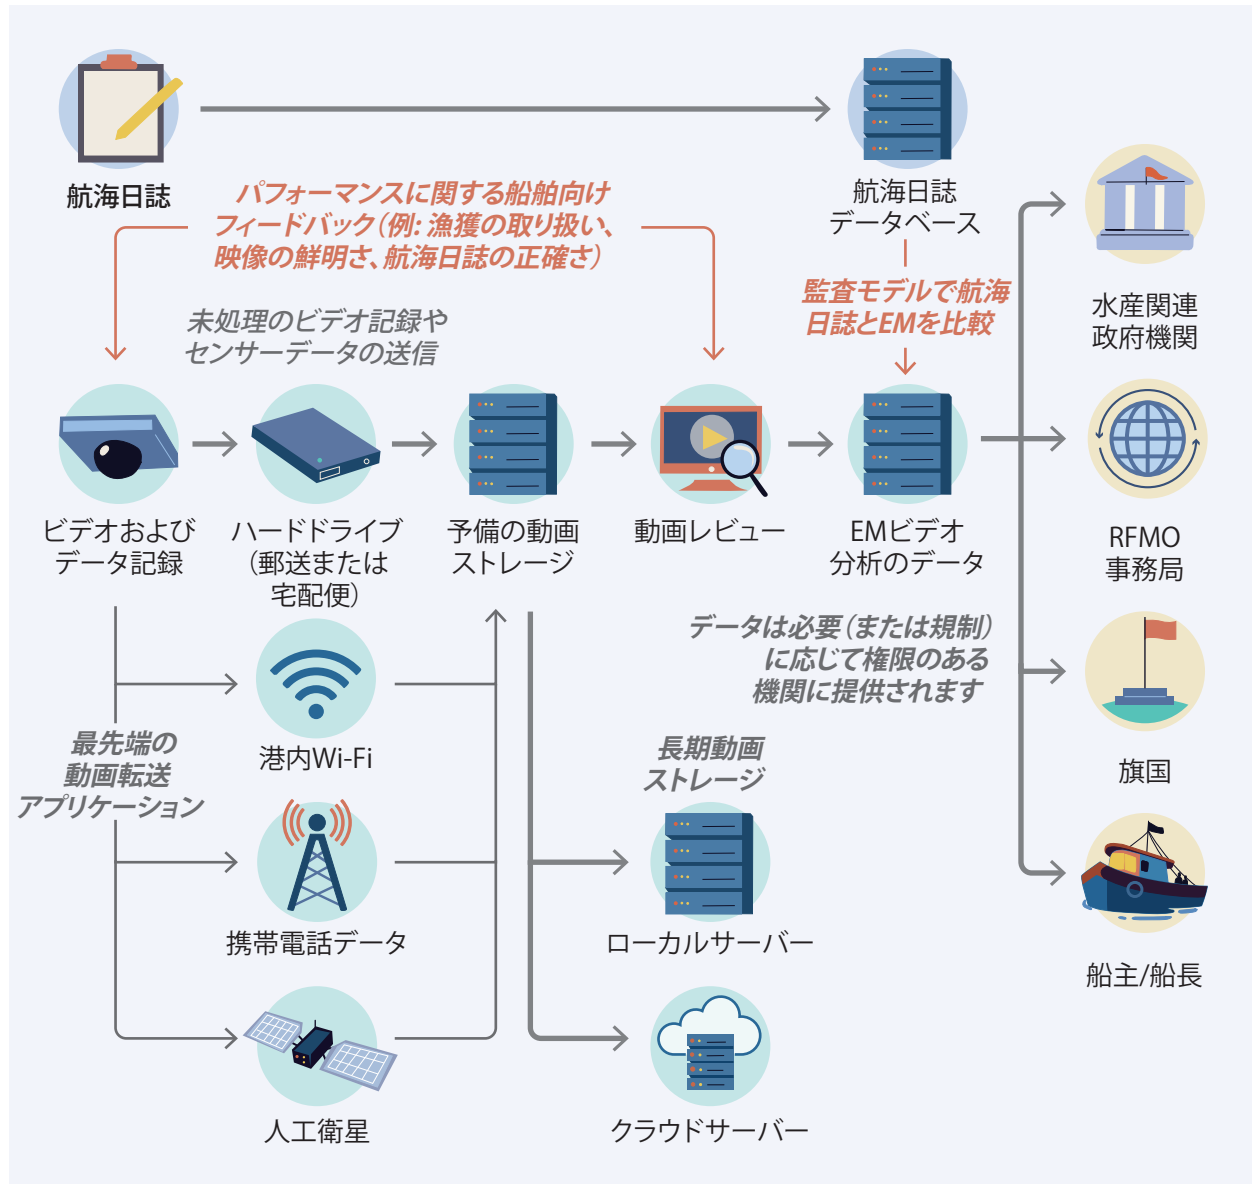 航海日誌
航海日誌
データベース
パフォーマンスに関する船舶向け
フィードバック（例: 漁獲の取り扱い、
映像の鮮明さ、航海日誌の正確さ）
監査モデルで航海
日誌とEMを比較
未処理のビデオ記録や
センサーデータの送信
水産関連
政府機関
ビデオおよび
データ記録
ハードドライブ
（郵送または
宅配便）
予備の動画
ストレージ
動画レビュー
EMビデオ
分析のデータ
RFMO
事務局
データは必要（または規制）
に応じて権限のある
機関に提供されます
最先端の
動画転送
アプリケーション
港内Wi-Fi
長期動画
ストレージ
旗国
携帯電話データ
ローカルサーバー
船主/船長
人工衛星
クラウドサーバー